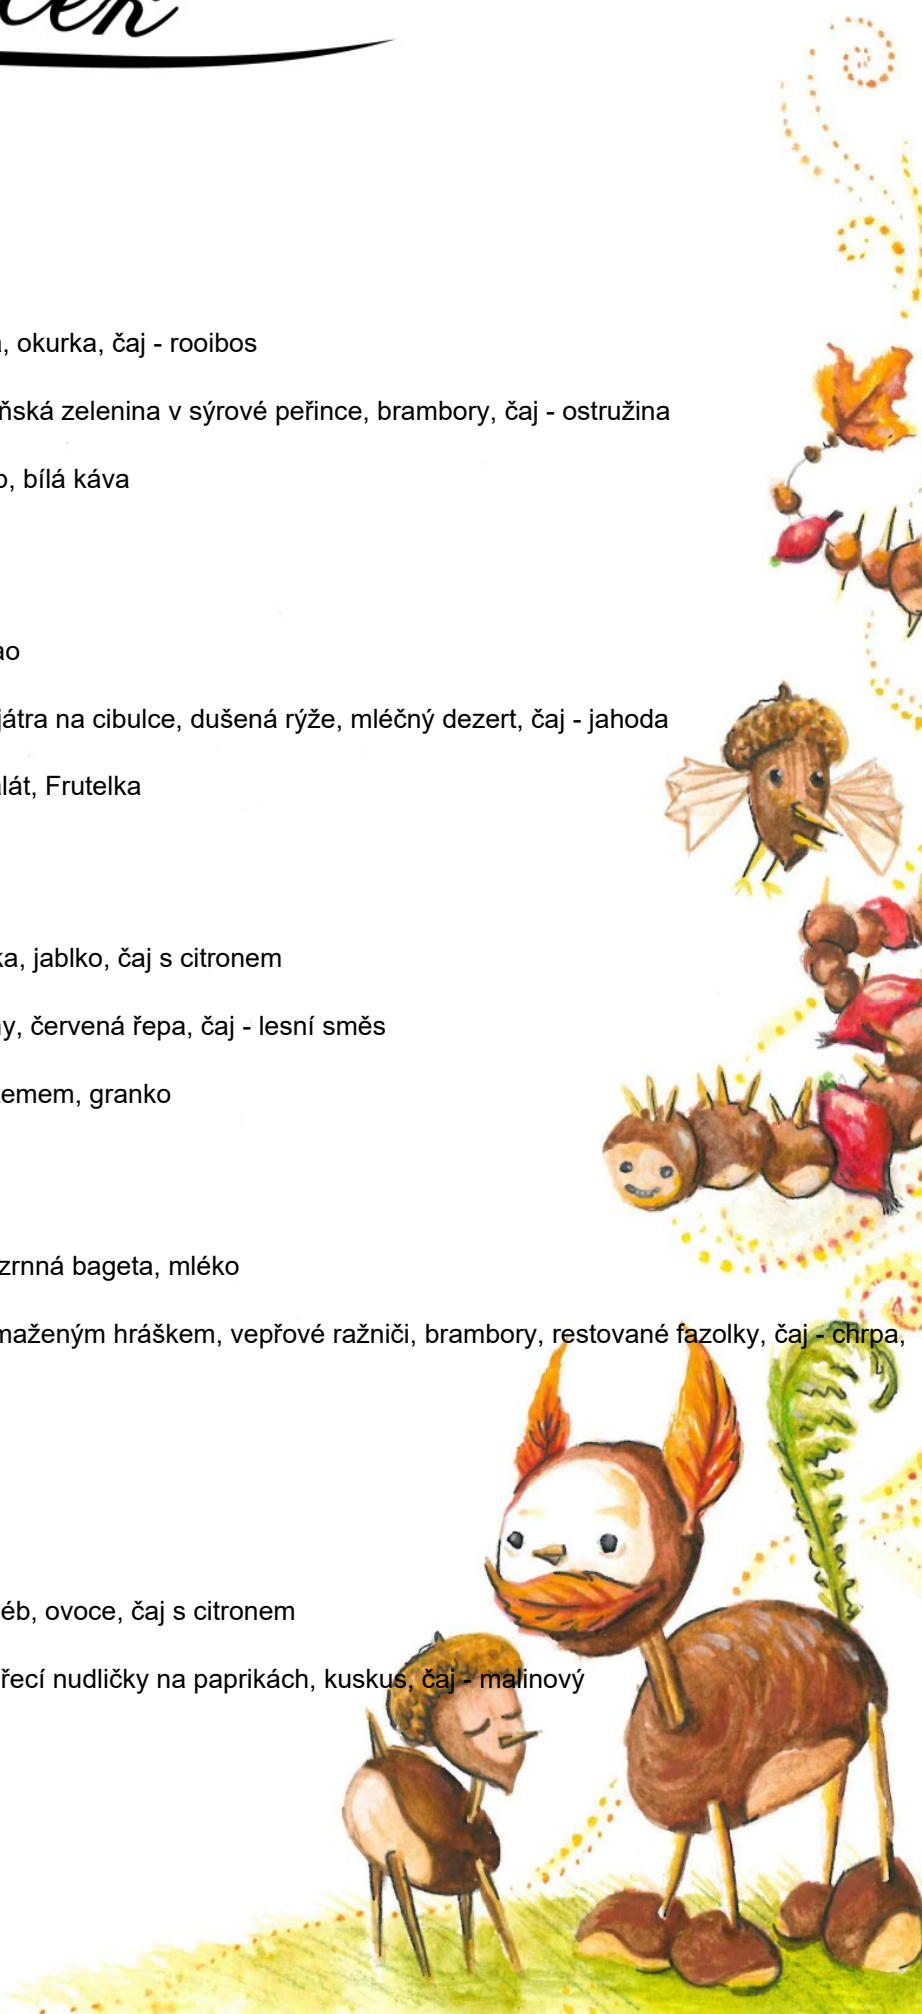 , okurka, čaj - rooibos
ňská zelenina v sýrové peřince, brambory, čaj - ostružina
, bílá káva
ao
játra na cibulce, dušená rýže, mléčný dezert, čaj - jahoda
lát, Frutelka
ka, jablko, čaj s citronem
ny, červená řepa, čaj - lesní směs
emem, granko
zrnná bageta, mléko
maženým hráškem, vepřové ražniči, brambory, restované fazolky, čaj - chrpa,
éb, ovoce, čaj s citronem
řecí nudličky na paprikách, kuskus, čaj - malinový